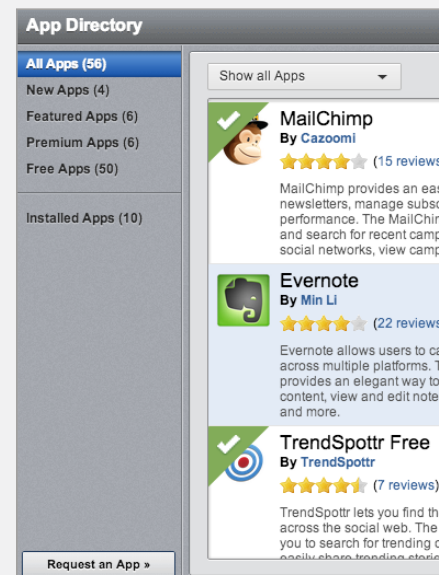 App Directory
All Apps (56)
New Apps (4)
Featured Apps (6)
Premium Apps (6)
Free Apps (50)
Installed Apps (10)
Request an App »
Show all Apps
MailChimp
By Cazoomi
(15 reviews
MailChimp provides an eas
newsletters, manage subsc
performance. The MailChim
and search for recent camp
social networks, view camp
Evernote
By Min Li
(22 reviews
Evernote allows users to ca
across multiple platforms. T
provides an elegant way to
content, view and edit note
and more.
TrendSpottr Free
By TrendSpottr
(7 reviews)
TrendSpottr lets you find th
across the social web. The
you to search for trending
easily share trending stories